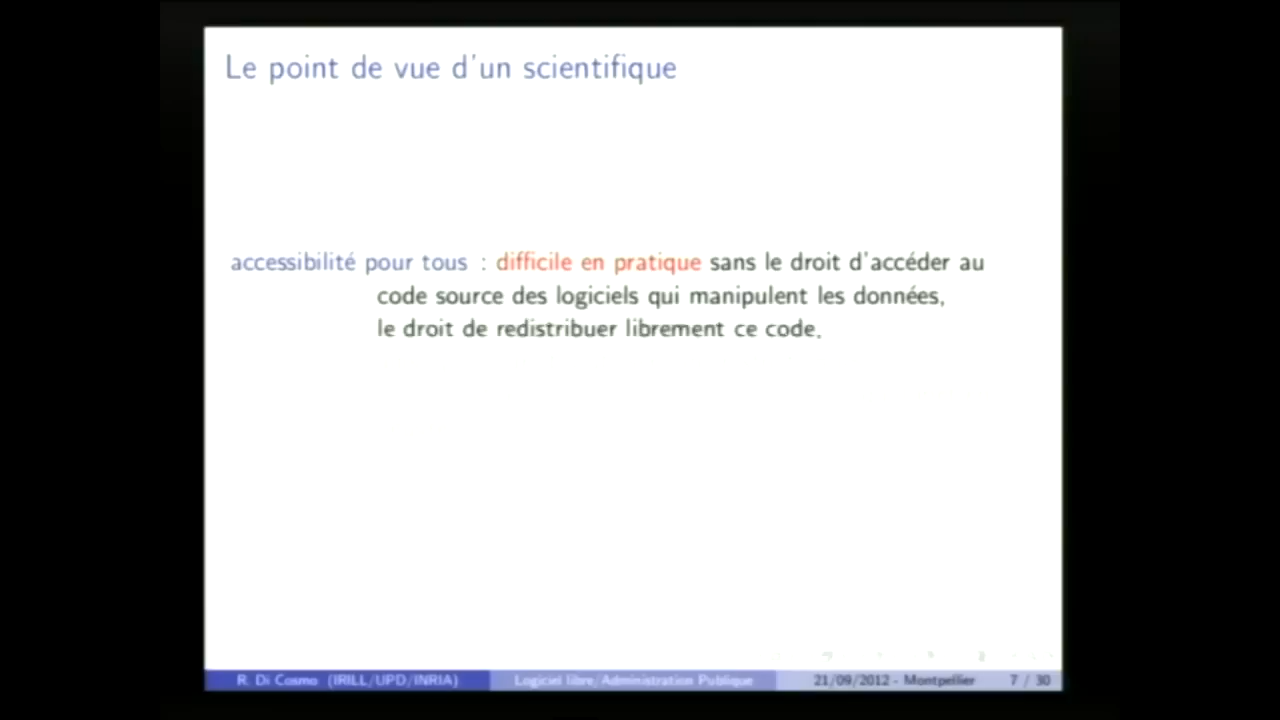 Le point de vue d'un scientifique
accessibilité pour tous : difficile en pratique sans le droit d'accéder au
code source des logiciels qui manipulent les données,
le droit de redistribuer librement ce code.
R. Di Cosmo (IRILL/UPD/INRIA) Logiciel libre/Administration Publique 21/09/2012 - Montpellier 7 / 30